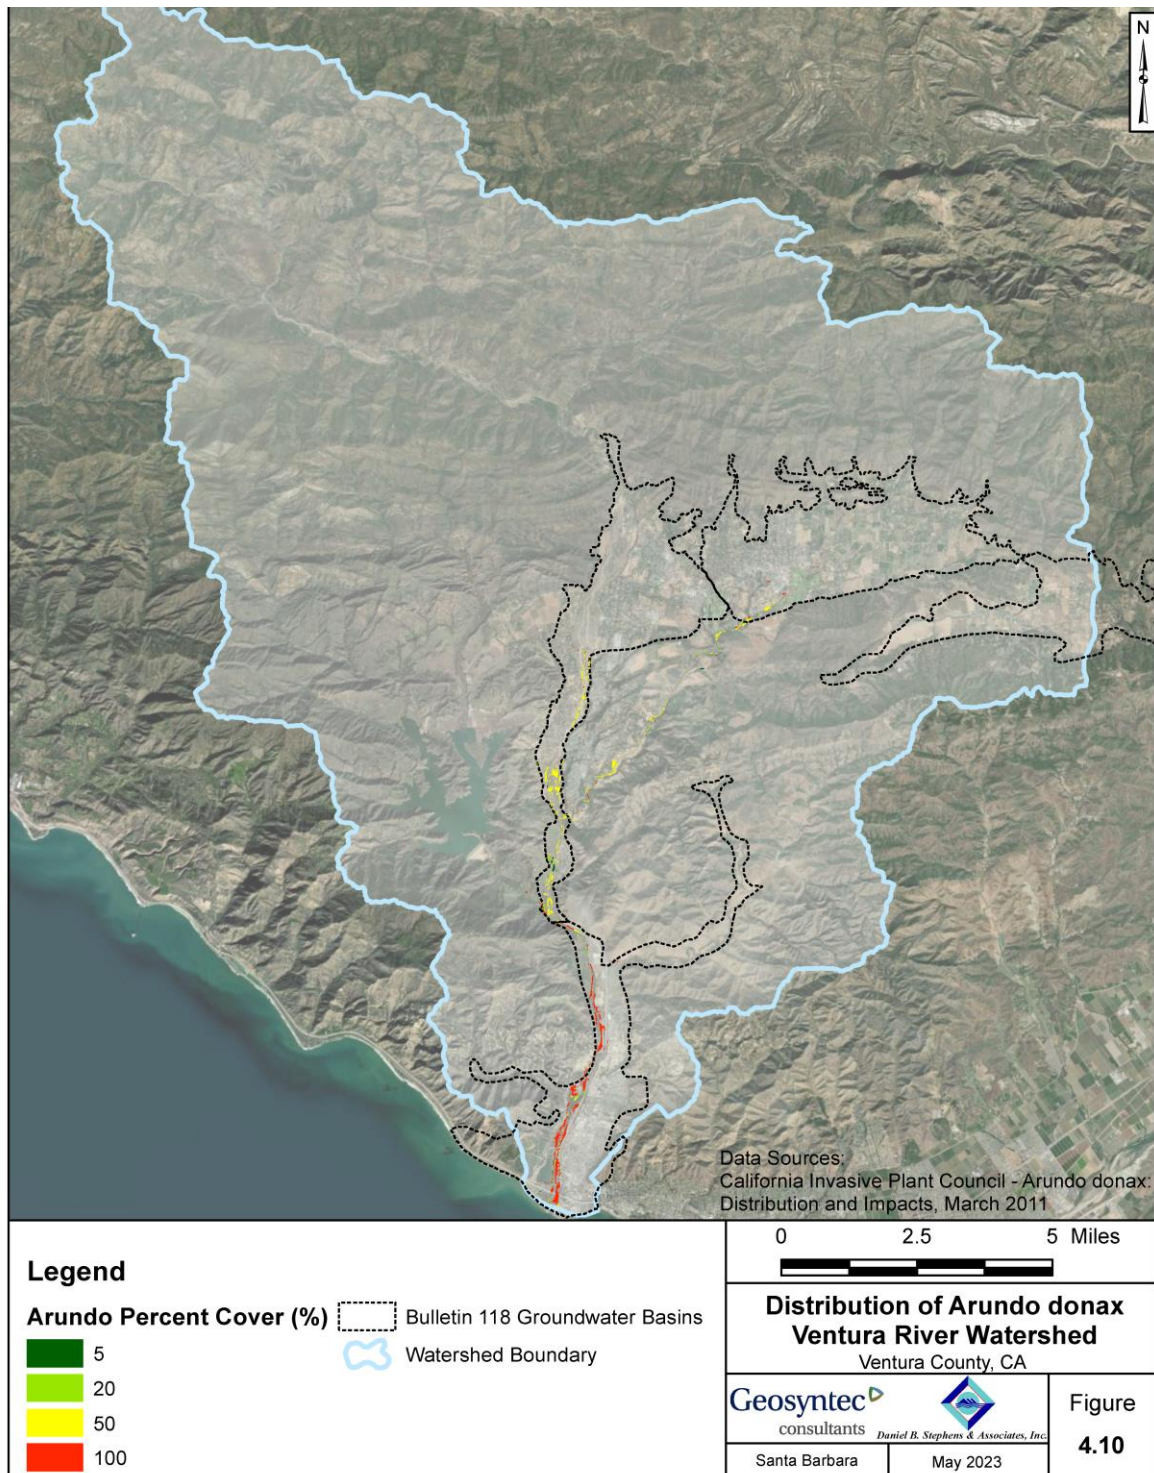 N
Data Sources:
California Invasive Plant Council - Arundo donax:
Distribution and Impacts, March 2011
0 2.5 5 Miles
Legend
Arundo Percent Cover (%)
5
20
50
100
Bulletin 118 Groundwater Basins
Watershed Boundary
Distribution of Arundo donax
Ventura River Watershed
Ventura County, CA
Geosyntec
consultants
Daniel B. Stephens & Associates, Inc.
Santa Barbara
May 2023
Figure
4.10